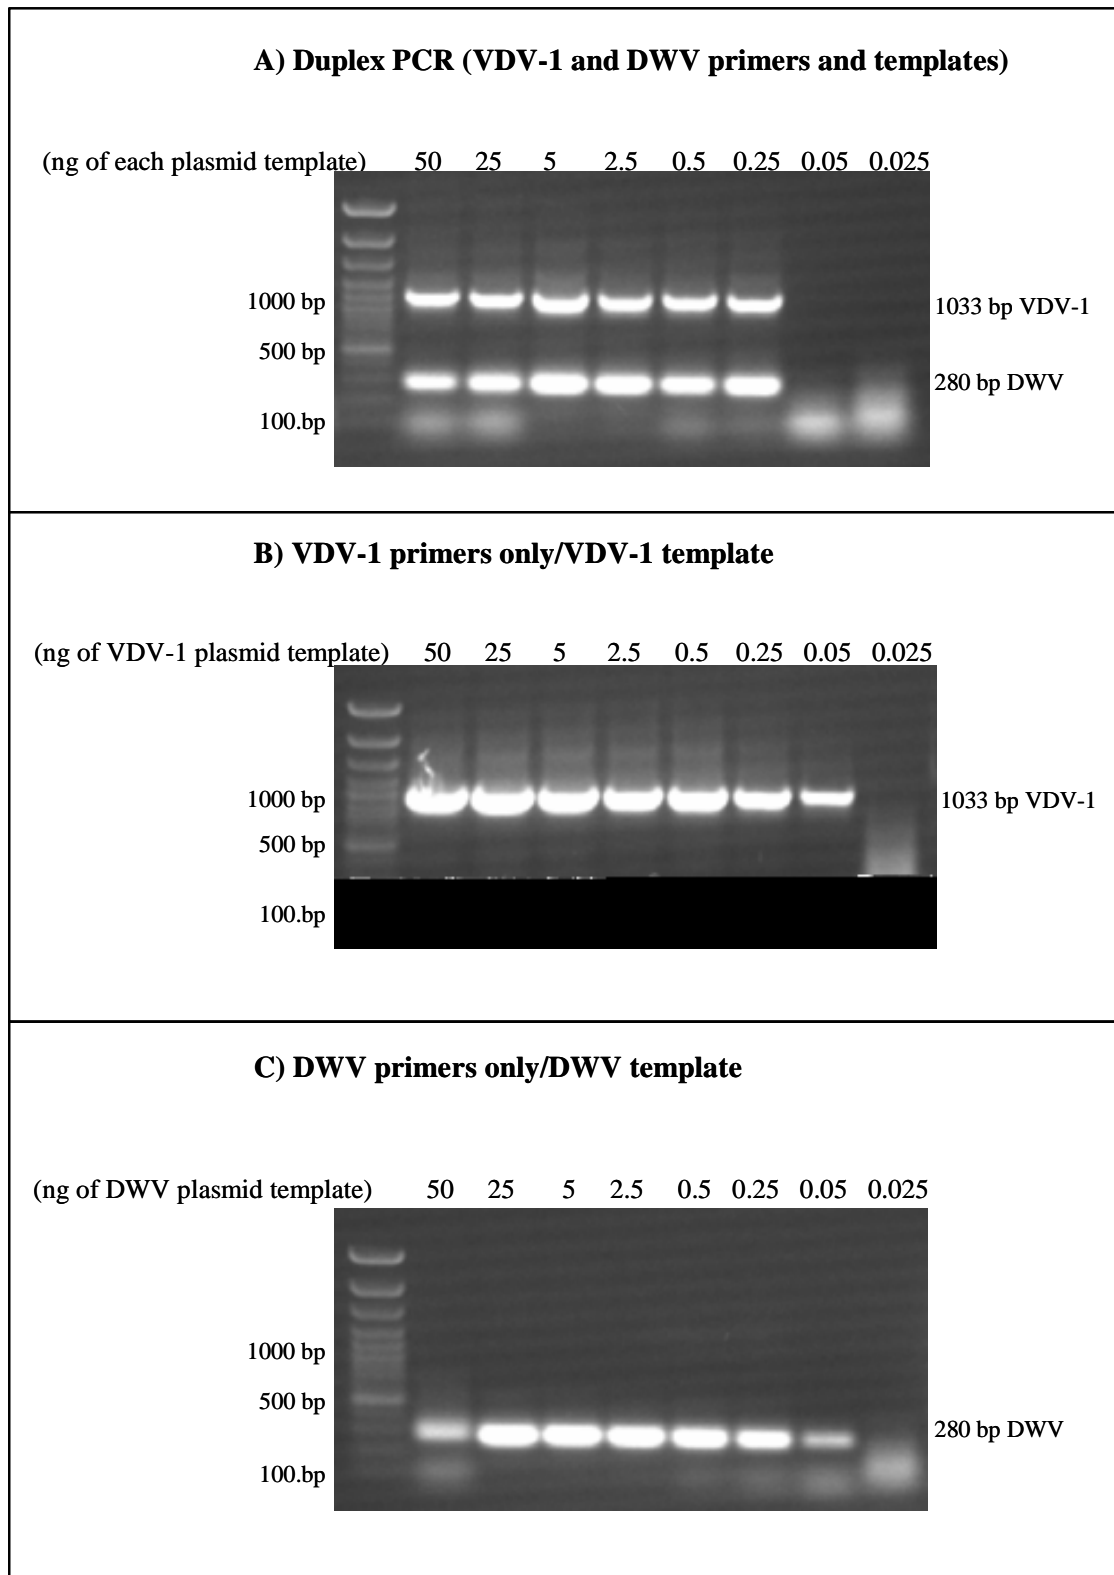 A) Duplex PCR (VDV-1 and DWV primers and templates)
(ng of each plasmid template) 50 25 5 2.5 0.5 0.25 0.05 0.025
1000 bp
1033 bp VDV-1
500 bp
280 bp DWV
100.bp
B) VDV-1 primers only/VDV-1 template
(ng of VDV-1 plasmid template) 50 25 5 2.5 0.5 0.25 0.05 0.025
1000 bp
1033 bp VDV-1
500 bp
100.bp
C) DWV primers only/DWV template
(ng of DWV plasmid template) 50 25 5 2.5 0.5 0.25 0.05 0.025
1000 bp
500 bp
280 bp DWV
100.bp